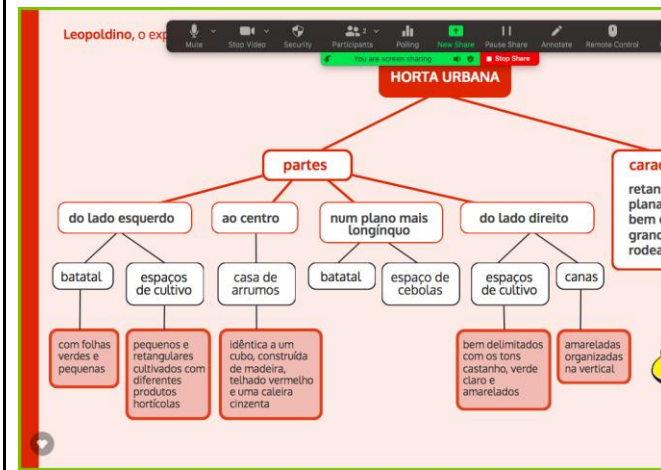 Leopoldino, o exp
Mute
Stop Video
Security
Participants
2
Polling
New Share
Pause Share
Annotate
Remote Control
You are screen sharing
Stop Share
HORTA URBANA
partes
carac
retan
plana
bem
grand
rodea
do lado esquerdo
ao centro
num plano mais
longínquo
do lado direito
batatal
espaços
de cultivo
casa de
arrumos
batatal
espaço de
cebolas
espaços
de cultivo
canas
com folhas
verdes e
pequenas
pequenos e
retangulares
cultivados com
diferentes
produtos
hortícolas
idêntica a um
cubo, construída
de madeira,
telhado vermelho
e uma caleira
cinzenta
bem delimitados
com os tons
castanho, verde
claro e
amarelados
amareladas
organizadas
na vertical